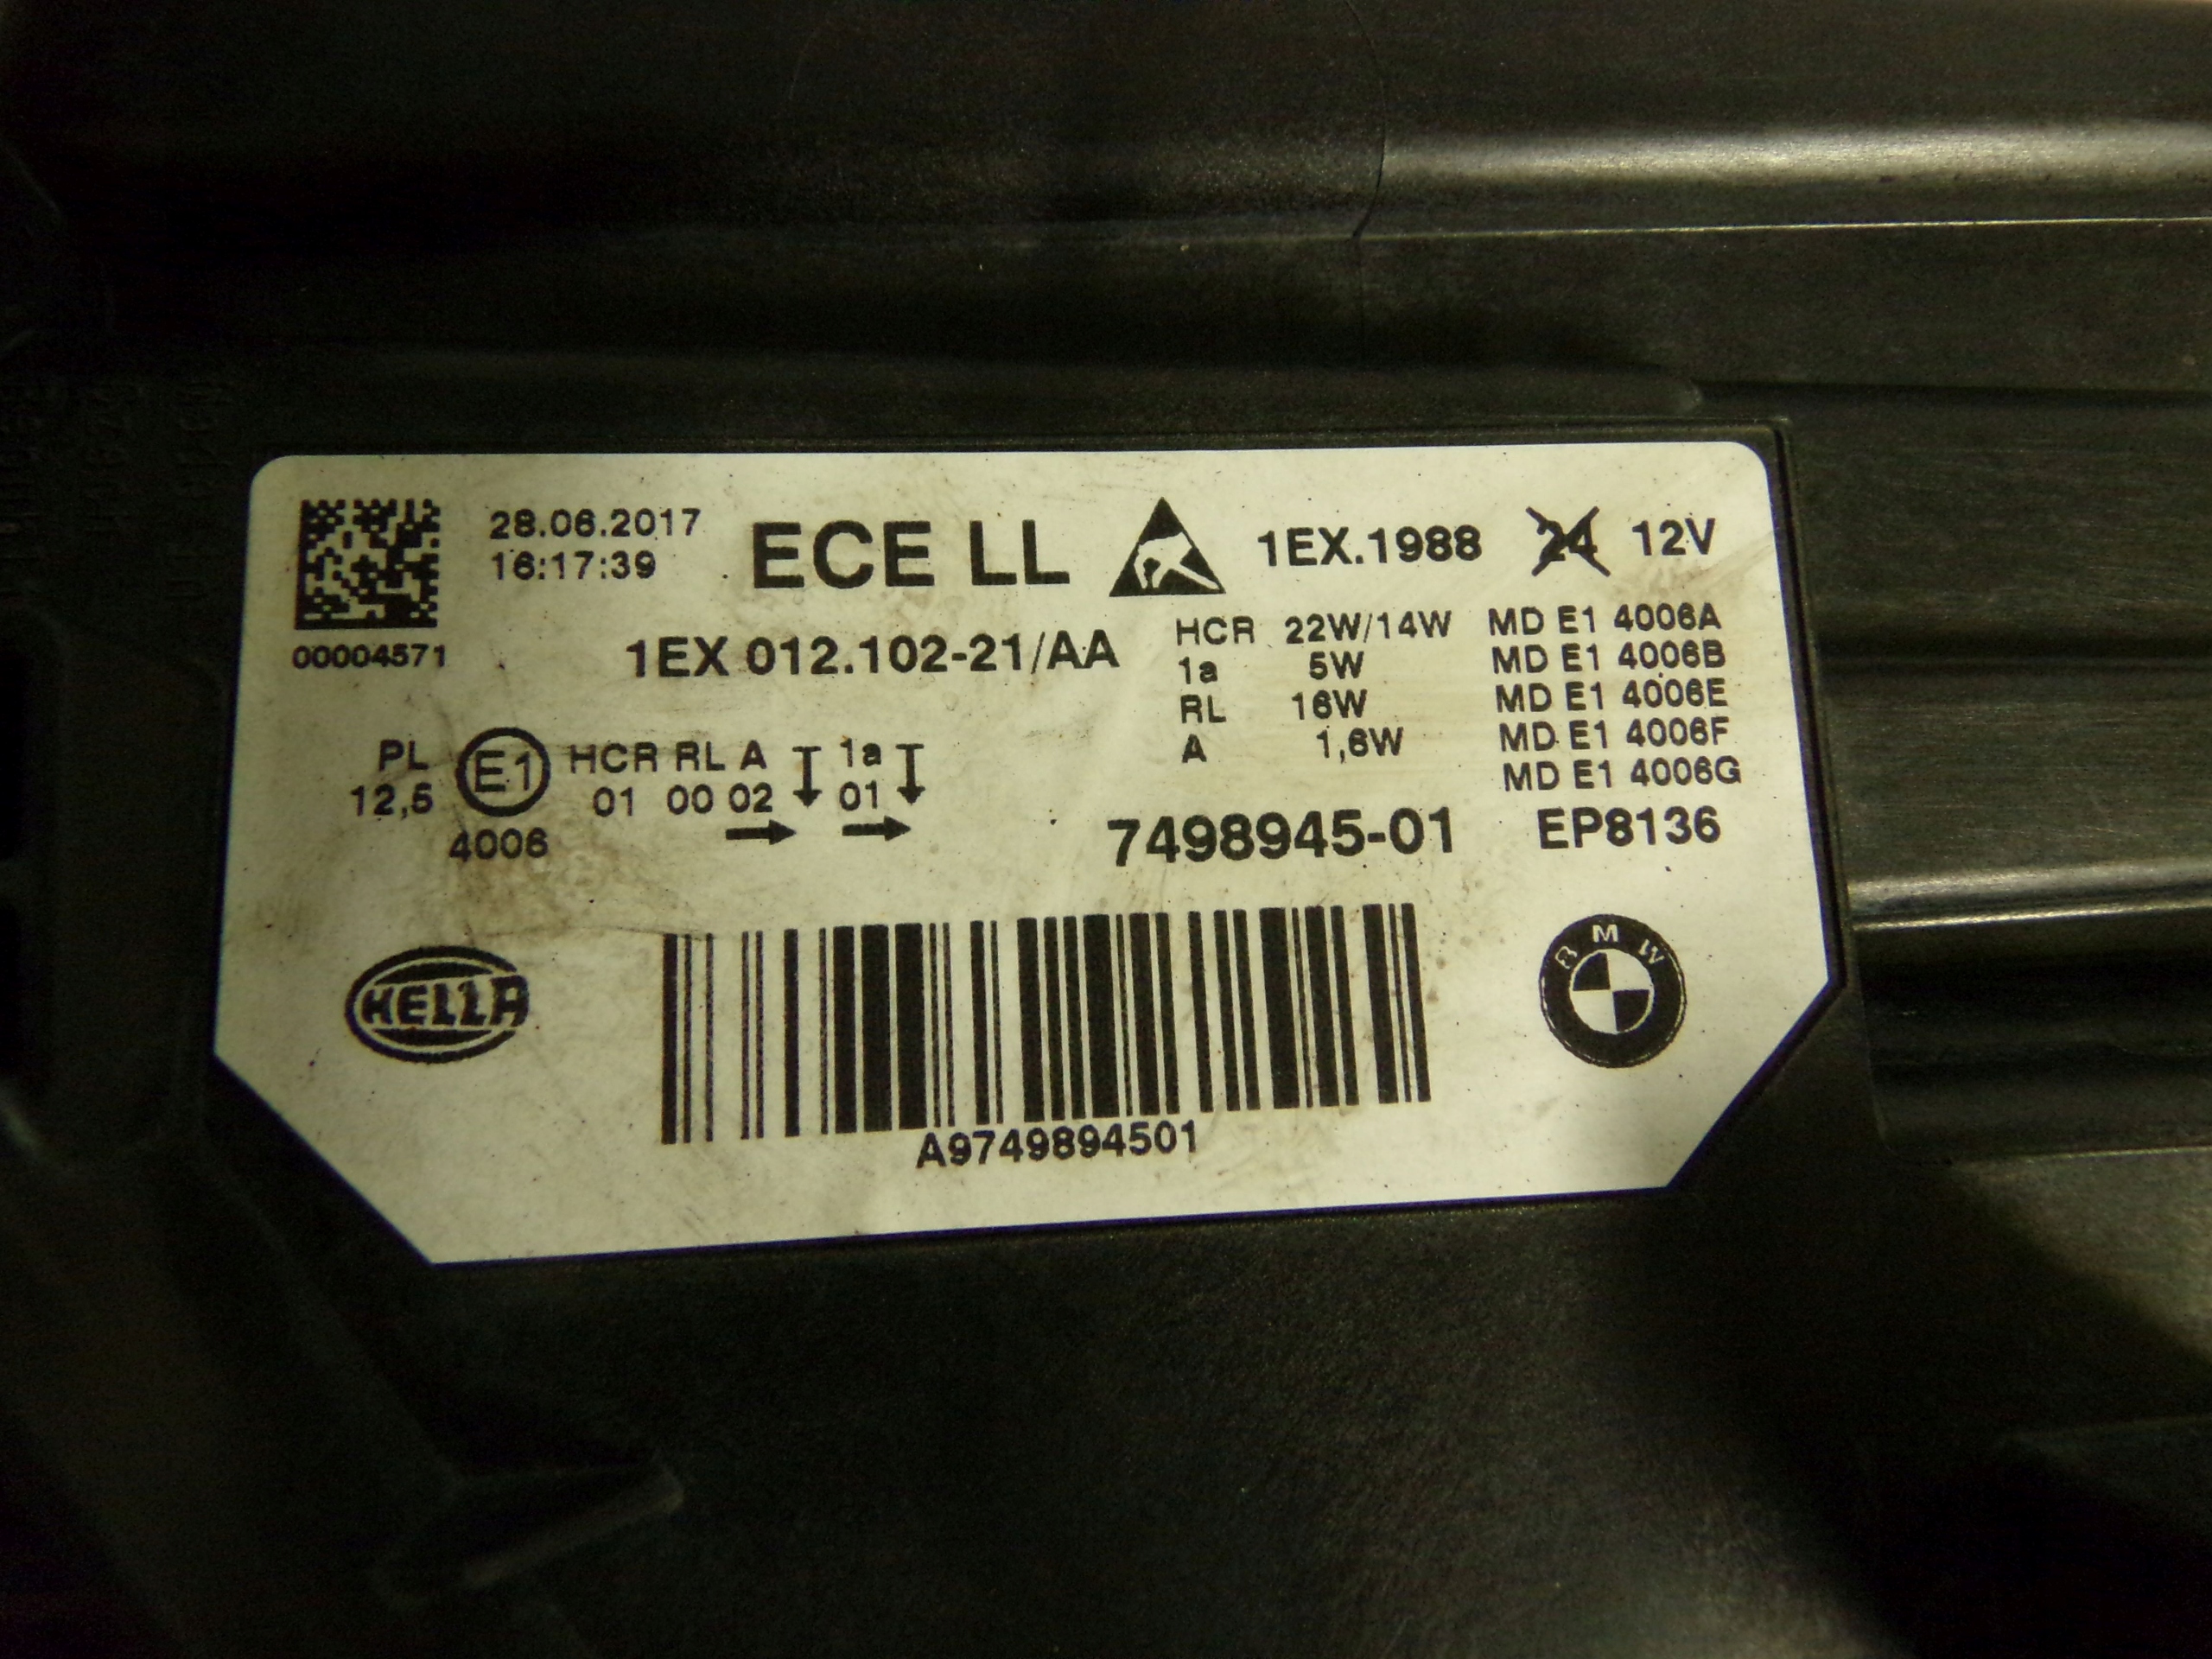 28.06.2017
16:17:39
00004571
ECE LL
1EX.1988
24 12V
1EX 012.102-21/AA
HCR 22W/14W
1a 5W
RL 16W
A 1,6W
MD E1 4006A
MD E1 4006B
MD E1 4006E
MD E1 4006F
MD E1 4006G
PL
12,5
E1
4006
HCR RL A 1a
01 00 02 01
7498945-01
EP8136
HELLA
A9749894501
BMW